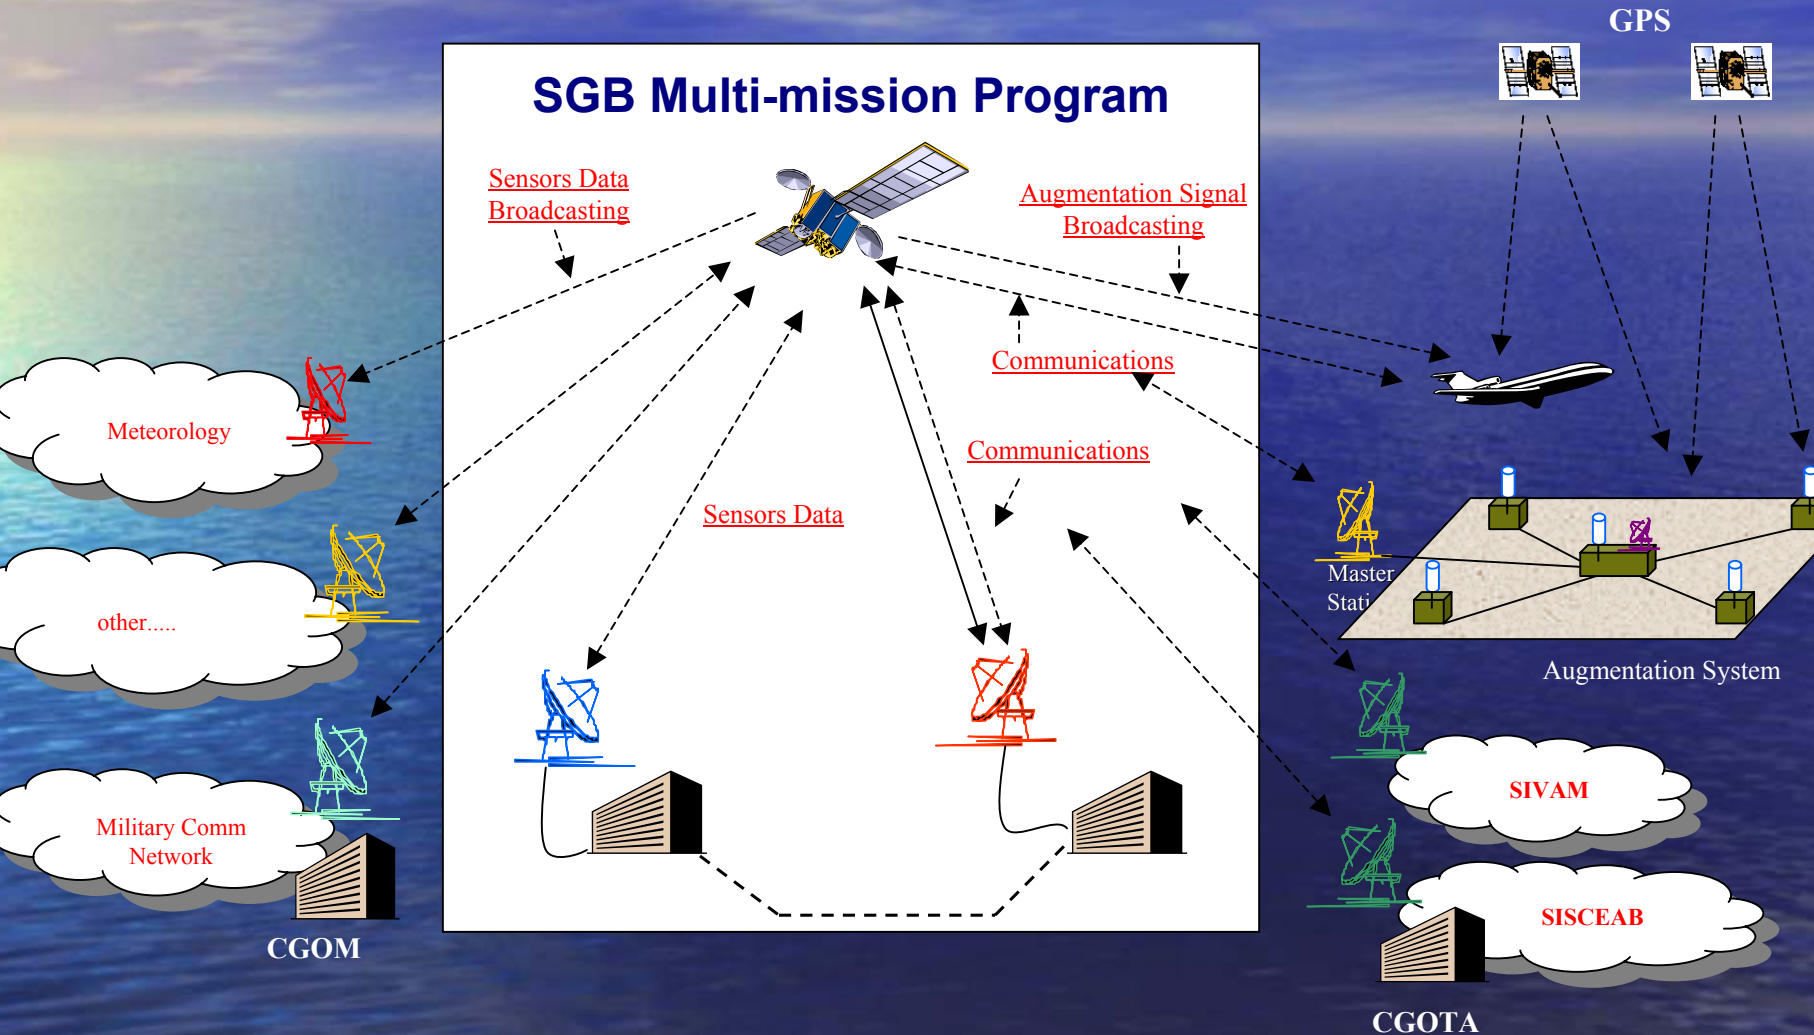 GPS
SGB Multi-mission Program
Sensors Data
Broadcasting
Augmentation Signal
Broadcasting
Communications
Meteorology
Communications
Sensors Data
Master
Stati
other.....
Augmentation System
SIVAM
Military Comm
Network
SISCEAB
CGOM
CGOTA